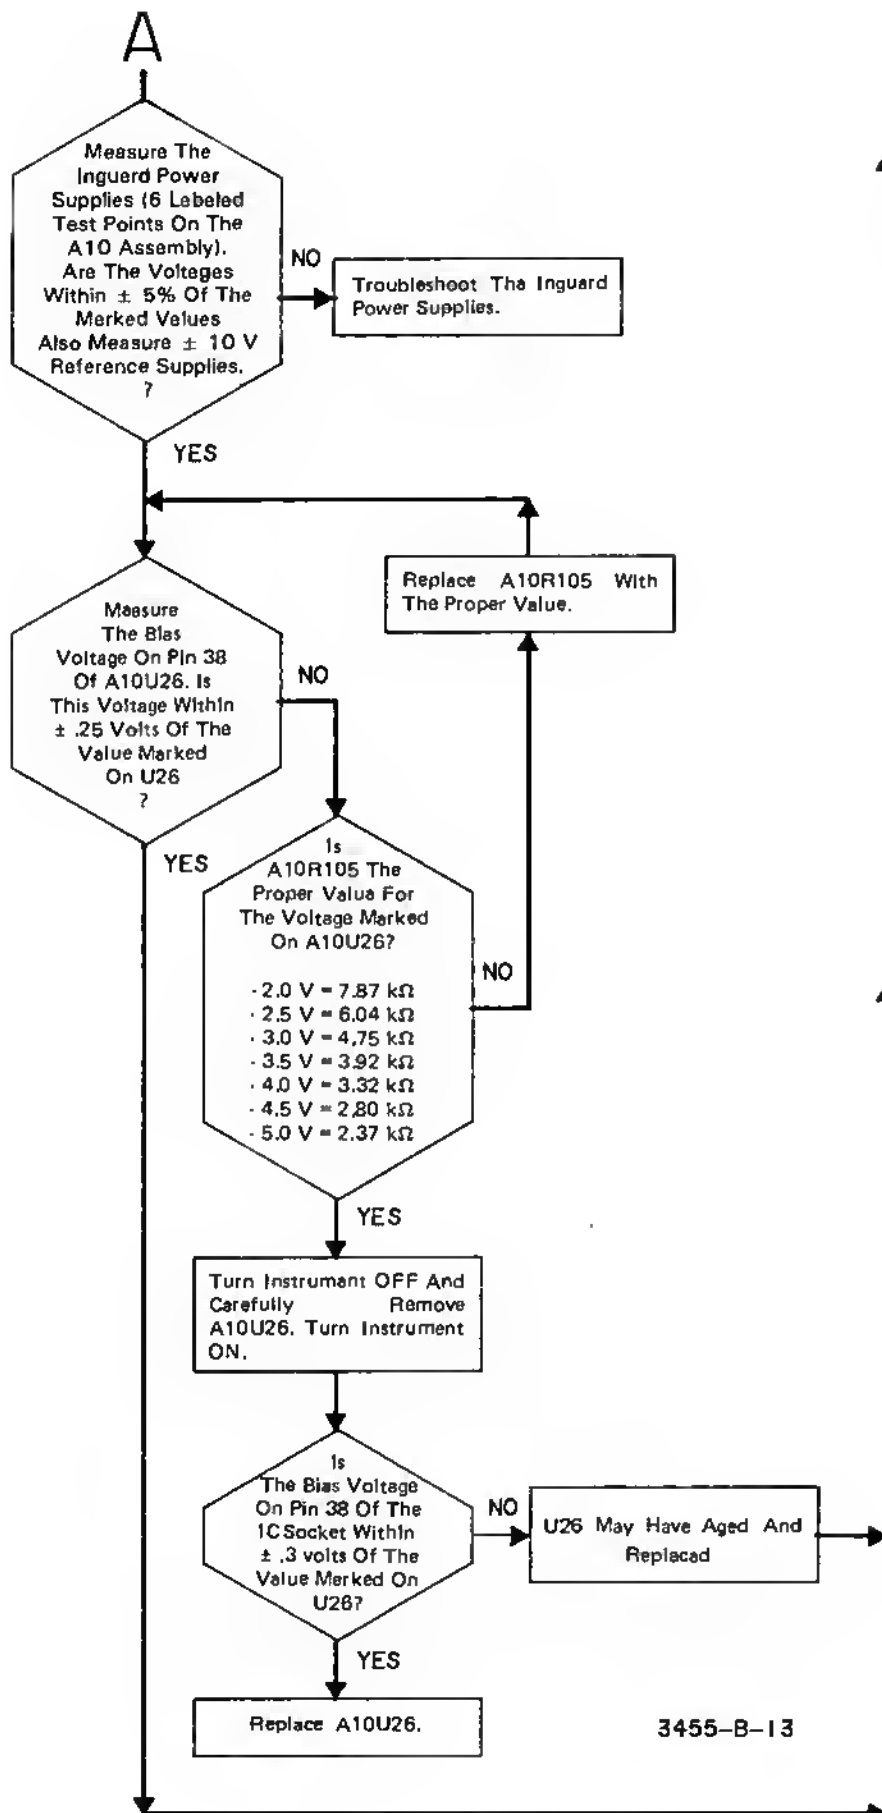 A
Measure The
Inguerd Power
Supplies (6 Labeled
Test Points On The
A10 Assembly).
Are The Volteges
Within ± 5% Of The
Merked Values
Also Measure ± 10 V
Reference Supplies.
?
NO
Troubleshoot Tha Inguard
Power Supplies.
YES
Replace A10R105 With
The Proper Value.
Maesure
The Bias
Voltage On Pin 38
Of A10U26. Is
This Voltage Within
± .25 Volts Of The
Value Marked
On U26
?
NO
YES
Is
A10R105 The
Proper Value For
The Voltage Marked
On A10U26?
- 2.0 V = 7.87 kΩ
- 2.5 V = 6.04 kΩ
- 3.0 V = 4.75 kΩ
- 3.5 V = 3.92 kΩ
- 4.0 V = 3.32 kΩ
- 4.5 V = 2.80 kΩ
- 5.0 V = 2.37 kΩ
NO
YES
Turn Instrumant OFF And
Carefully Remove
A10U26. Turn Instrument
ON.
Is
The Bias Voltage
On Pin 38 Of The
IC Socket Within
± .3 volts Of The
Value Merked On
U26?
NO
U26 May Have Aged And
Replacad
YES
Replace A10U26.
3455-B-13